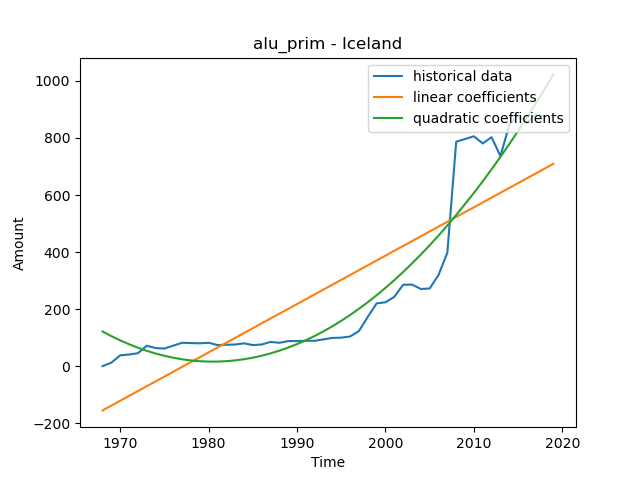 alu_prim - Iceland
historical data
linear coefficients
quadratic coefficients
1000
800
600
400
200
0
−200
Amount
1970
1980
1990
2000
2010
2020
Time